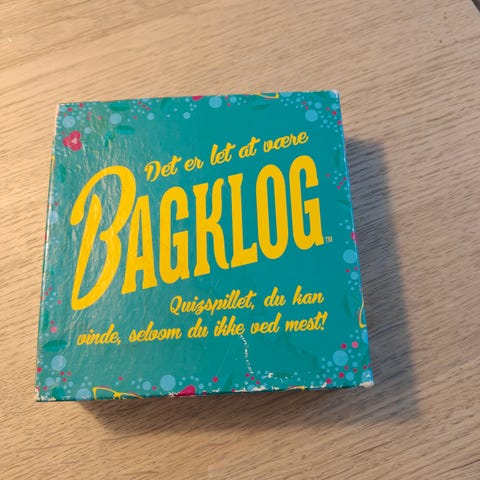 Det er let at være
BAGKLOG™
Quizspillet, du kan
vinde, selvom du ikke ved mest!